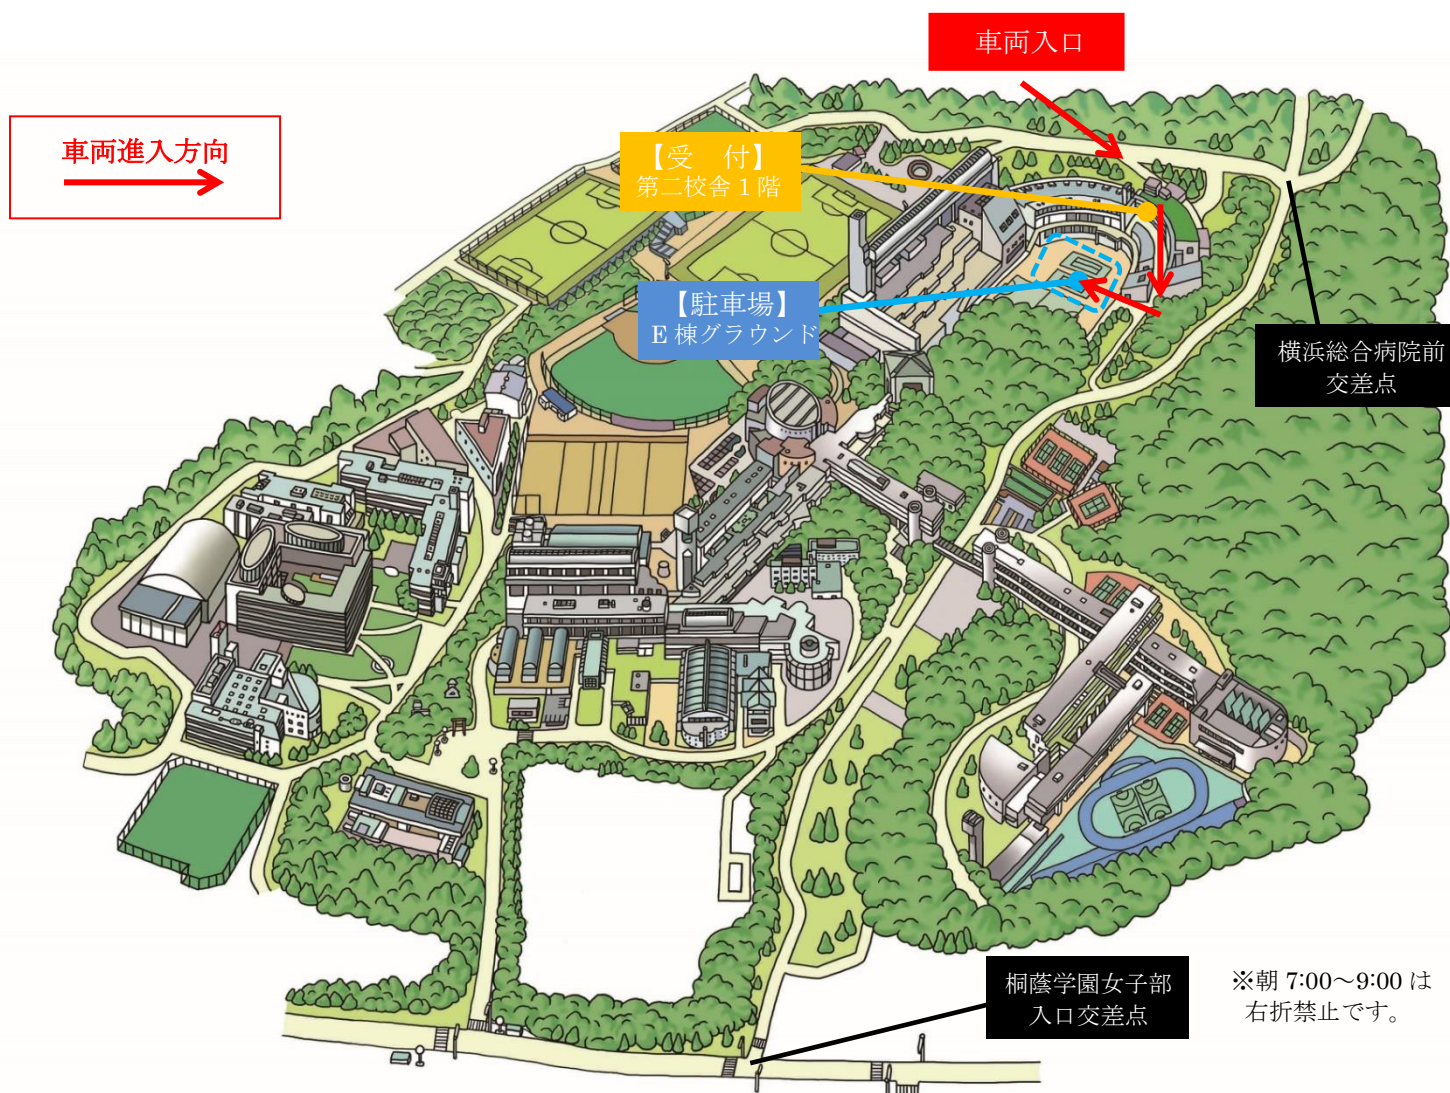 車両入口
車両進入方向
【受　付】
第二校舎１階
【駐車場】
E 棟グラウンド
横浜総合病院前
交差点
桐蔭学園女子部
入口交差点
※朝 7:00～9:00 は
右折禁止です。